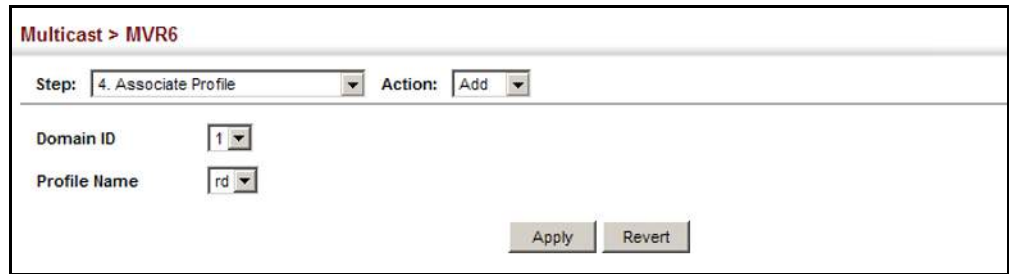 Multicast > MVR6
Step: 4. Associate Profile Action: Add
Domain ID 1
Profile Name rd
Apply Revert